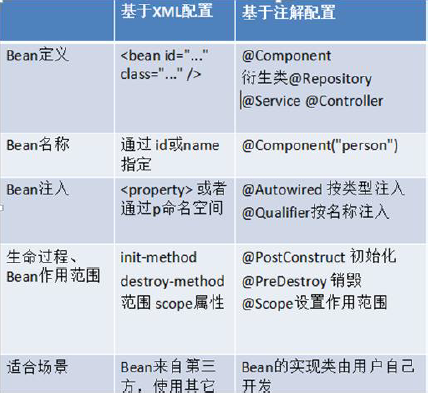 基于XML配置 基于注解配置
Bean定义 <bean id="..." @Component
class="..." /> 衍生类@Repository
@Service @Controller
Bean名称 通过 id或name @Component("person")
指定
Bean注入 <property> 或者 @Autowired 按类型注入
通过p命名空间 @Qualifier按名称注入
生命过程、 init-method @PostConstruct 初始化
Bean作用范围 destroy-method @PreDestroy 销毁
范围 scope属性 @Scope设置作用范围
适合场景 Bean来自第三 Bean的实现类由用户自己
方，使用其它 开发